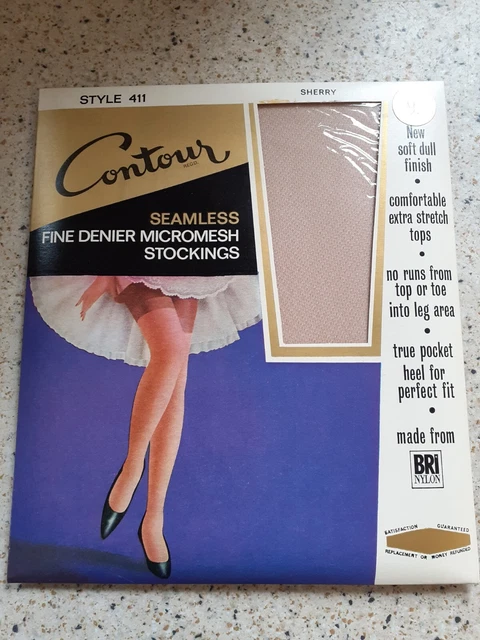 STYLE 411
SHERRY
Contour
REGD.
SEAMLESS
FINE DENIER MICROMESH
STOCKINGS
New
soft dull
finish
•
comfortable
extra stretch
tops
•
no runs from
top or toe
into leg area
•
true pocket
heel for
perfect fit
•
made from
BRI
NYLON
SATISFACTION GUARANTEED
REPLACEMENT OR MONEY REFUNDED